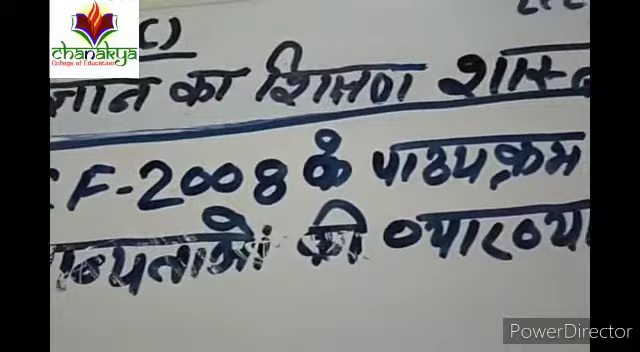 chanakya
College of Education
C)
ज्ञान का शिक्षण शास्
F-2008 के पाठ्यक्रम
मान्यताओं की व्याख्या
PowerDirector